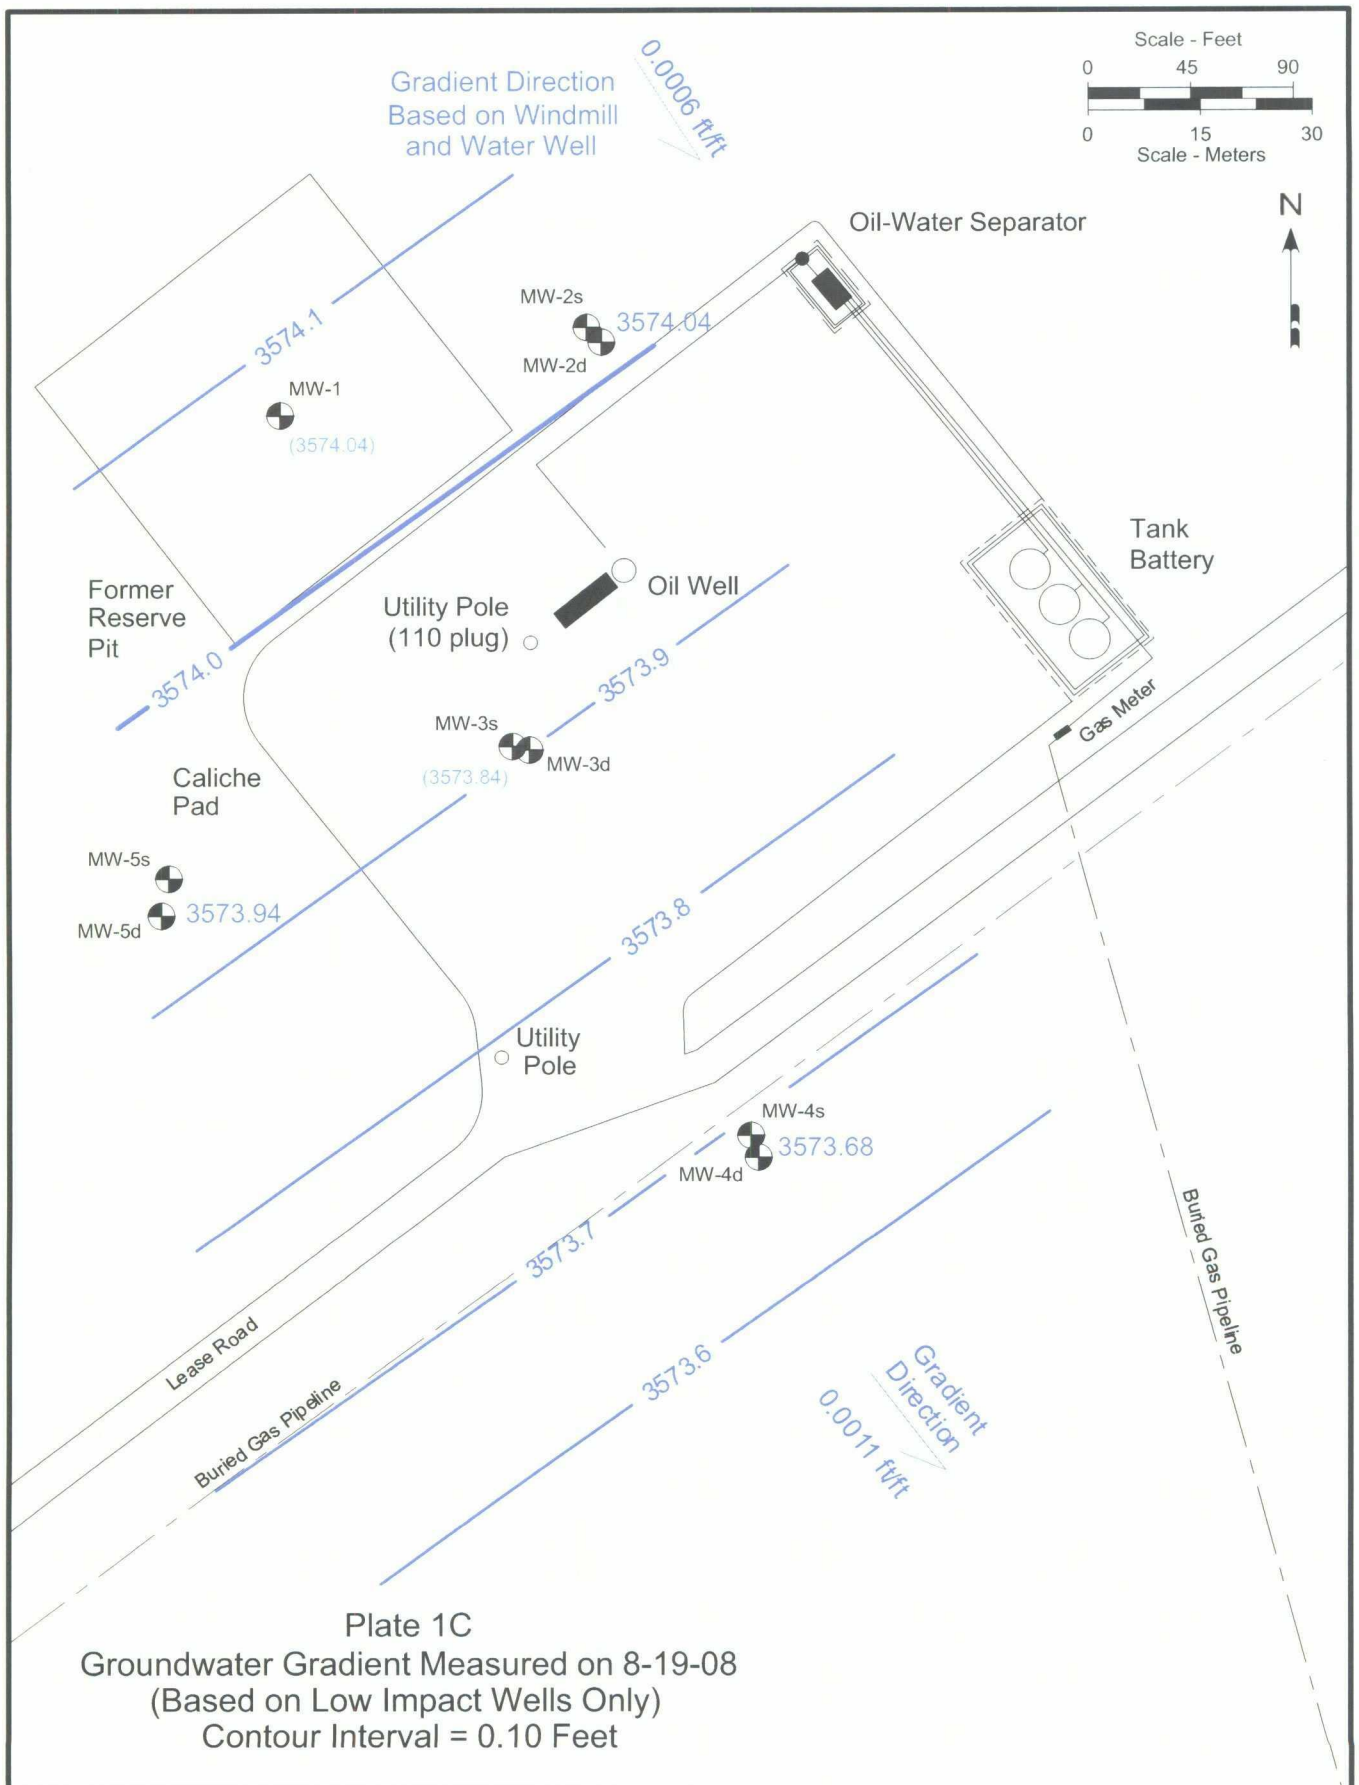 Scale - Feet
0 45 90
0 15 30
Scale - Meters
N
Gradient Direction
Based on Windmill
and Water Well
0.0006 ft/ft
Oil-Water Separator
MW-2s
3574.04
MW-2d
3574.1
MW-1
(3574.04)
Tank
Battery
Former
Reserve
Pit
Utility Pole
(110 plug)
Oil Well
3574.0
3573.9
Gas Meter
MW-3s
MW-3d
(3573.84)
Caliche
Pad
MW-5s
3573.94
MW-5d
3573.8
Utility
Pole
MW-4s
3573.68
MW-4d
3573.7
Buried Gas Pipeline
Lease Road
Buried Gas Pipeline
3573.6
Gradient
Direction
0.0011 ft/ft
Plate 1C
Groundwater Gradient Measured on 8-19-08
(Based on Low Impact Wells Only)
Contour Interval = 0.10 Feet